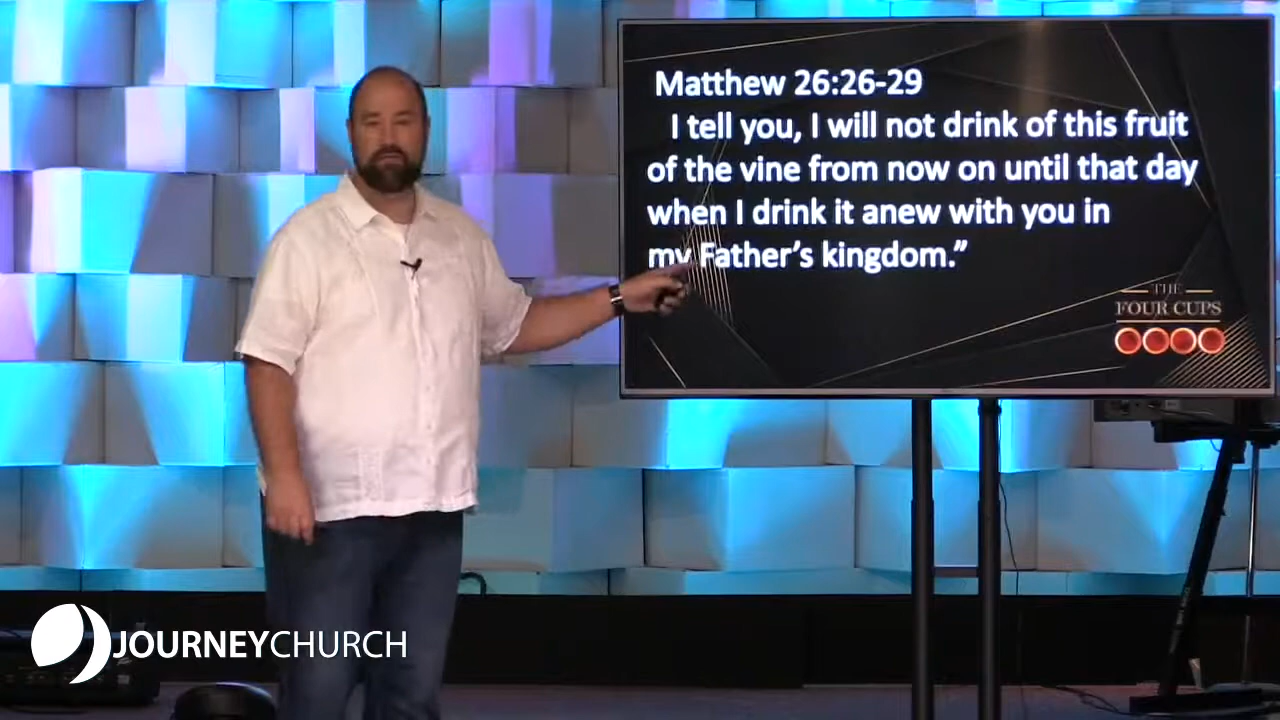 Matthew 26:26-29
I tell you, I will not drink of this fruit
of the vine from now on until that day
when I drink it anew with you in
my Father’s kingdom.”
THE
FOUR CUPS
JOURNEYCHURCH